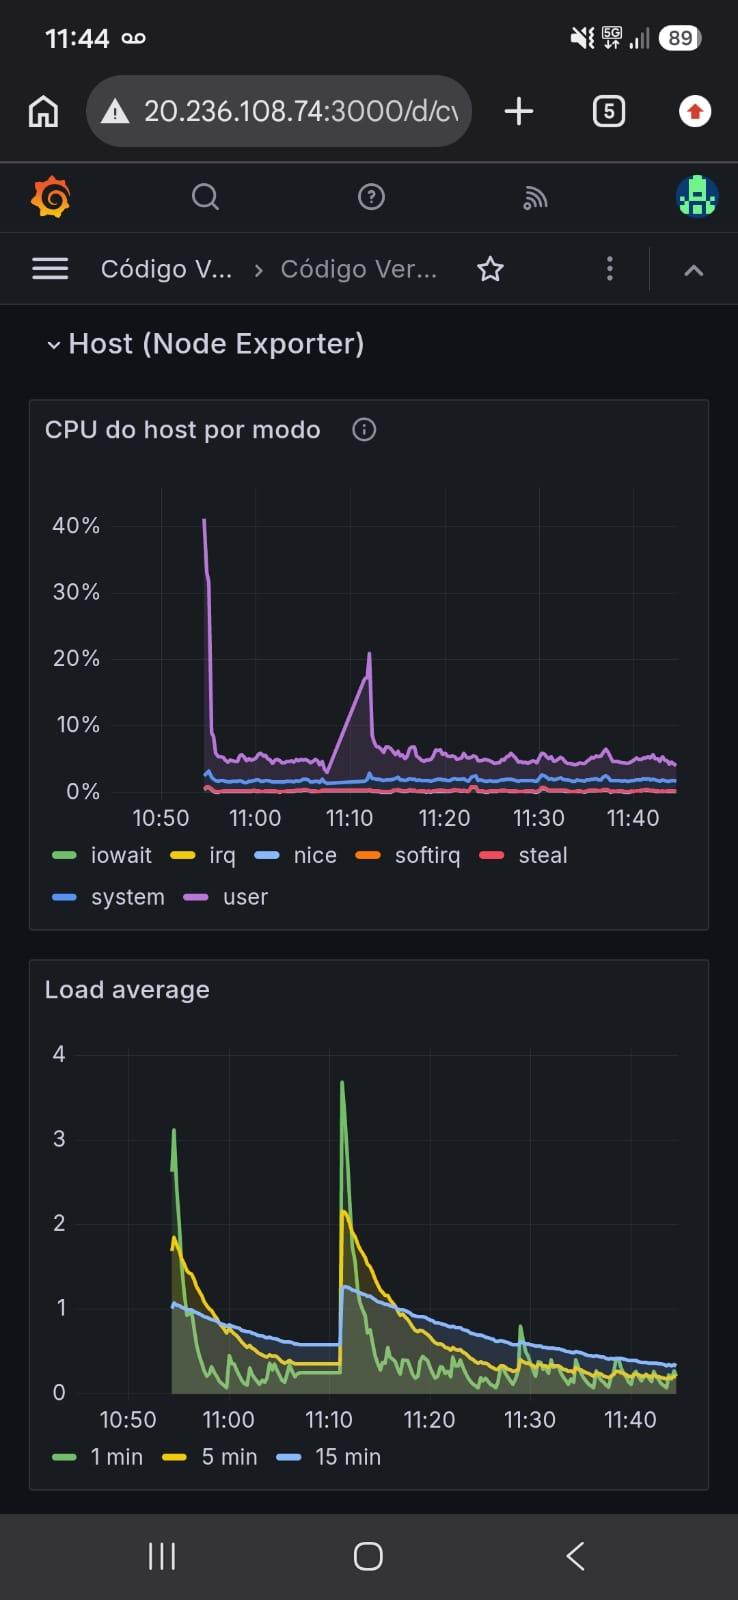 11:44
5G
89
20.236.108.74:3000/d/cv
5
Código V... › Código Ver...
Host (Node Exporter)
CPU do host por modo
40%
30%
20%
10%
0%
10:50 11:00 11:10 11:20 11:30 11:40
iowait irq nice softirq steal
system user
Load average
4
3
2
1
0
10:50 11:00 11:10 11:20 11:30 11:40
1 min 5 min 15 min